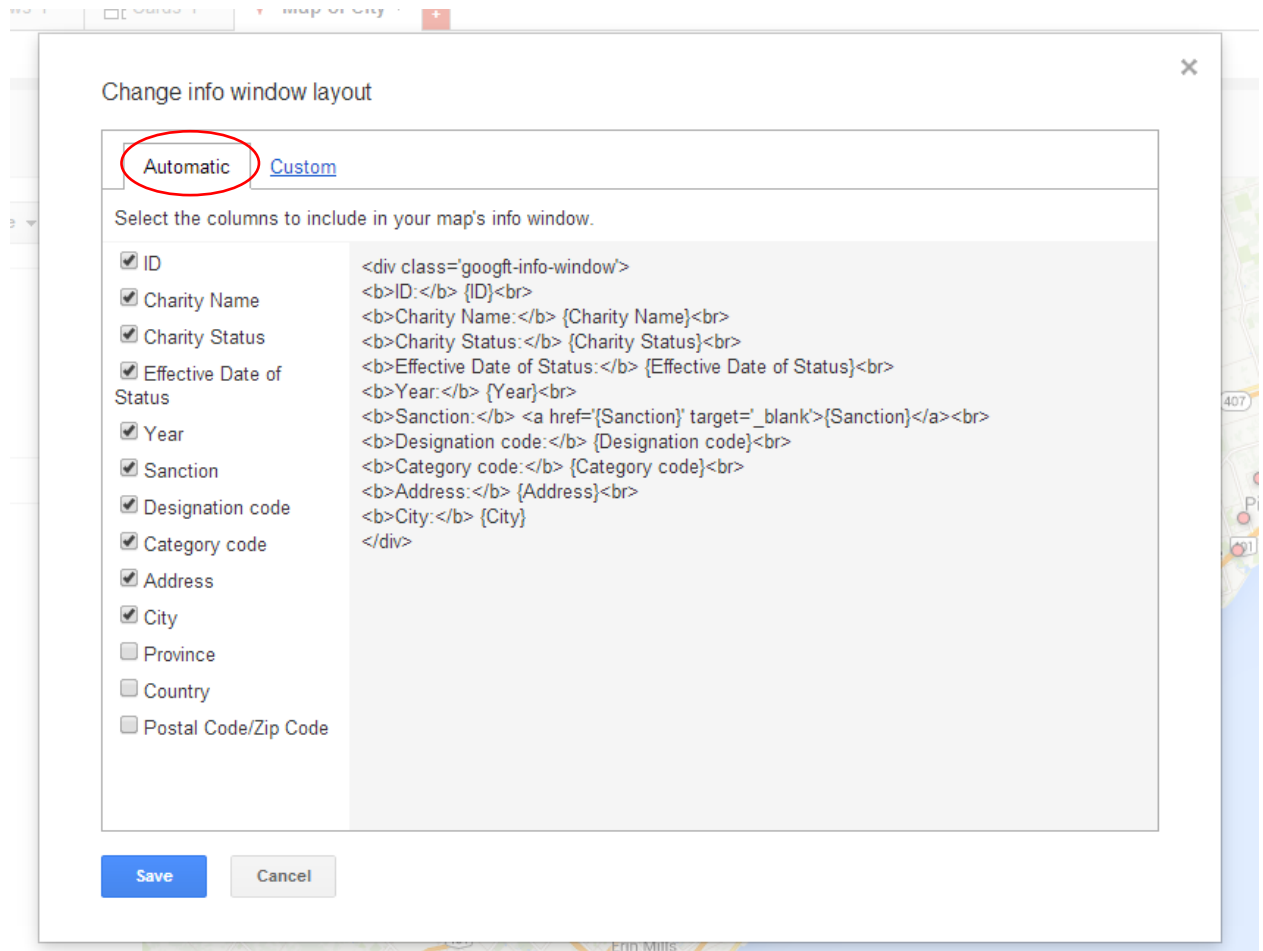 Map of City
+
Change info window layout
Automatic
Custom
Select the columns to include in your map's info window.
ID
Charity Name
Charity Status
Effective Date of
Status
Year
Sanction
Designation code
Category code
Address
City
Province
Country
Postal Code/Zip Code
<div class='googft-info-window'>
<b>ID:</b> {ID}<br>
<b>Charity Name:</b> {Charity Name}<br>
<b>Charity Status:</b> {Charity Status}<br>
<b>Effective Date of Status:</b> {Effective Date of Status}<br>
<b>Year:</b> {Year}<br>
<b>Sanction:</b> <a href='{Sanction}' target='_blank'>{Sanction}</a><br>
<b>Designation code:</b> {Designation code}<br>
<b>Category code:</b> {Category code}<br>
<b>Address:</b> {Address}<br>
<b>City:</b> {City}
</div>
Save
Cancel
407
401
Erin Mills